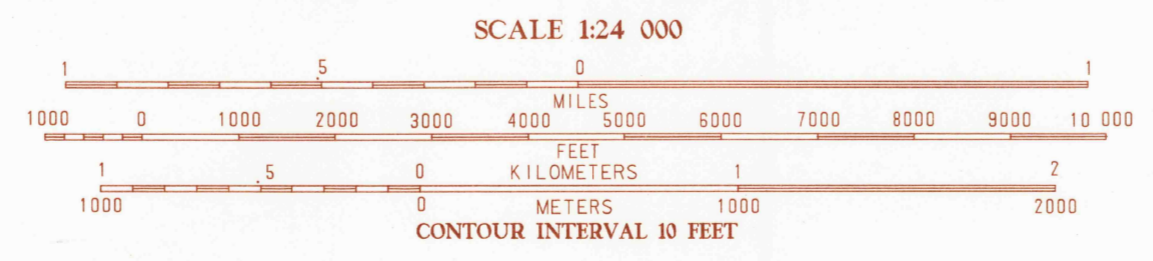 SCALE 1:24 000
1 .5 0 1
MILES
1000 0 1000 2000 3000 4000 5000 6000 7000 8000 9000 10 000
FEET
1 .5 0 KILOMETERS 1 2
1000 0 METERS 1000 2000
CONTOUR INTERVAL 10 FEET